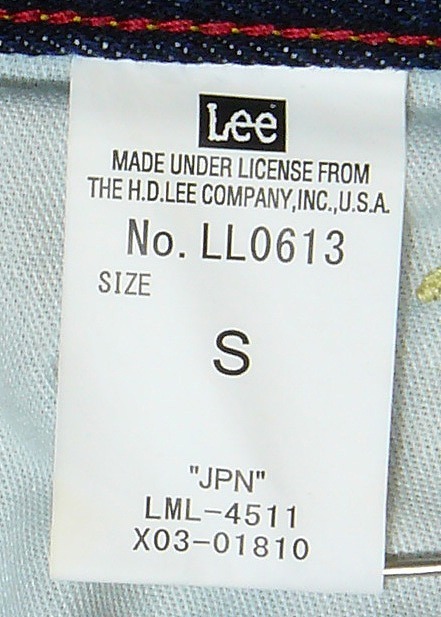 Lee
MADE UNDER LICENSE FROM
THE H.D.LEE COMPANY,INC.,U.S.A.
No. LL0613
SIZE
S
"JPN"
LML-4511
X03-01810